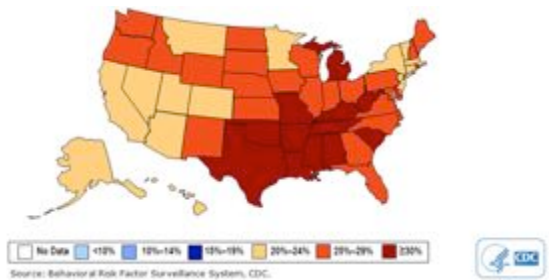 No Data <10% 10%–14% 15%–19% 20%–24% 25%–29% ≥30%
Source: Behavioral Risk Factor Surveillance System, CDC.
CDC